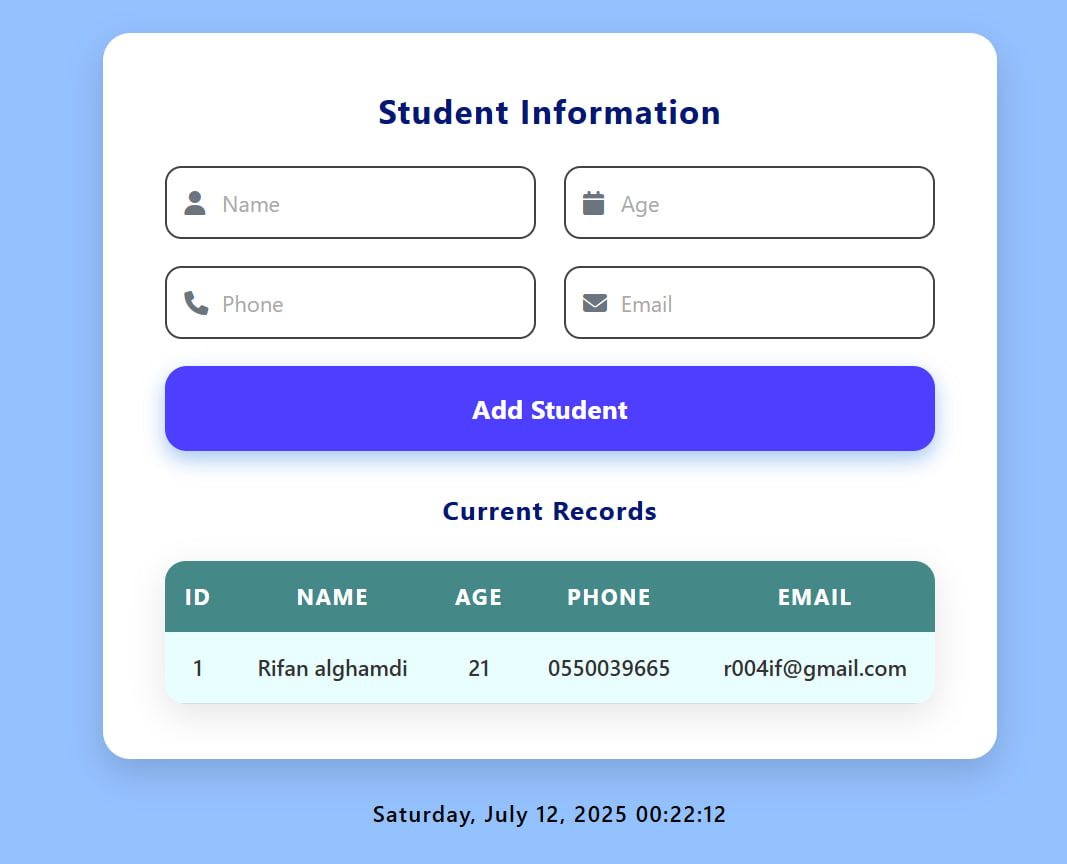 Student Information
Name Age
Phone Email
Add Student
Current Records
ID NAME AGE PHONE EMAIL
1 Rifan alghamdi 21 0550039665 r004if@gmail.com
Saturday, July 12, 2025 00:22:12